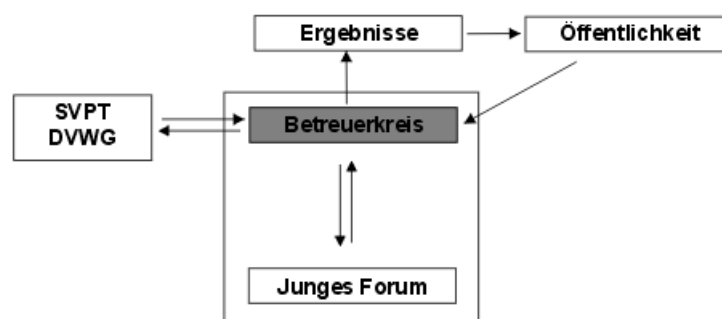 Ergebnisse
Öffentlichkeit
SVPT
DVWG
Betreuerkreis
Junges Forum